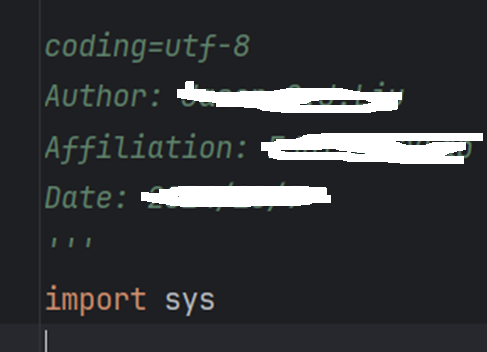 coding=utf-8
Author:
Affiliation:
Date:
'''
import sys